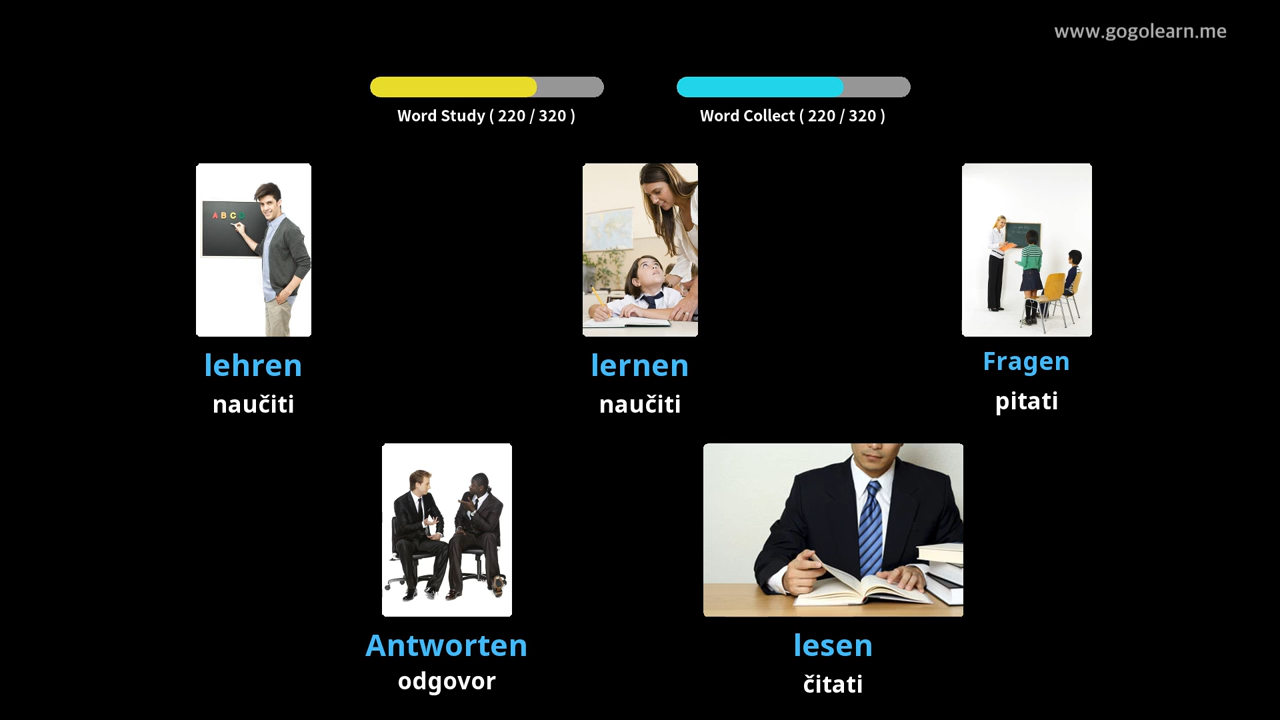 www.gogolearn.me
Word Study ( 220 / 320 )
Word Collect ( 220 / 320 )
A B C D
lehren
naučiti
lernen
naučiti
Fragen
pitati
Antworten
odgovor
lesen
čitati